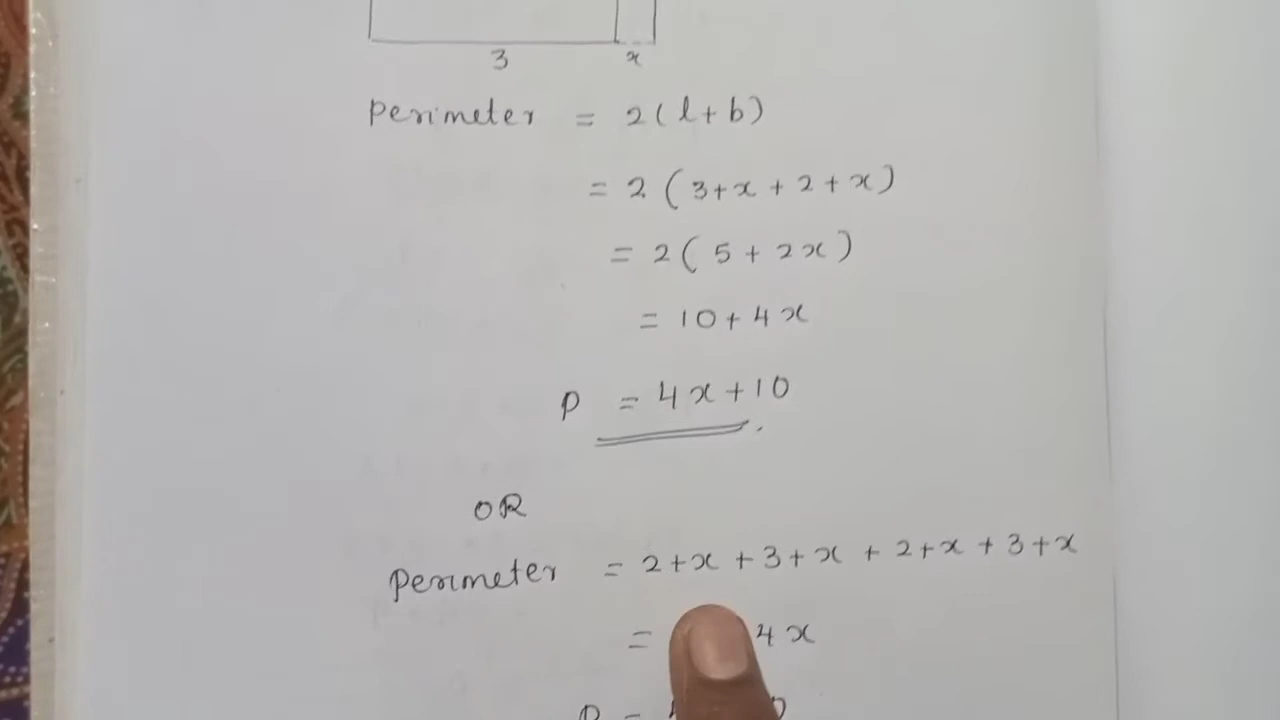 3 x
Perimeter = 2(l+b)
= 2(3+x+2+x)
= 2(5+2x)
= 10+4x
P = 4x+10
OR
Perimeter = 2+x+3+x+2+x+3+x
= 4x
P =